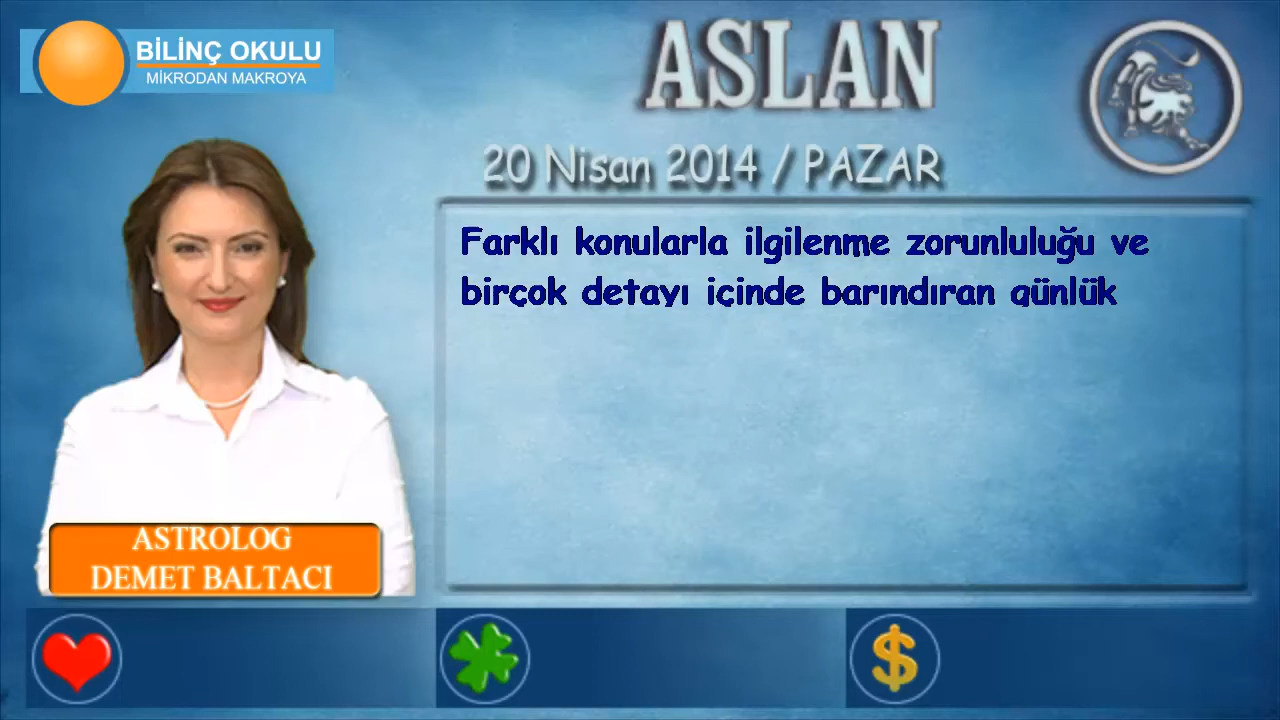 BİLİNÇ OKULU
MİKRODAN MAKROYA
ASLAN
20 Nisan 2014 / PAZAR
Farklı konularla ilgilenme zorunluluğu ve
birçok detayı içinde barındıran günlük
ASTROLOG
DEMET BALTACI